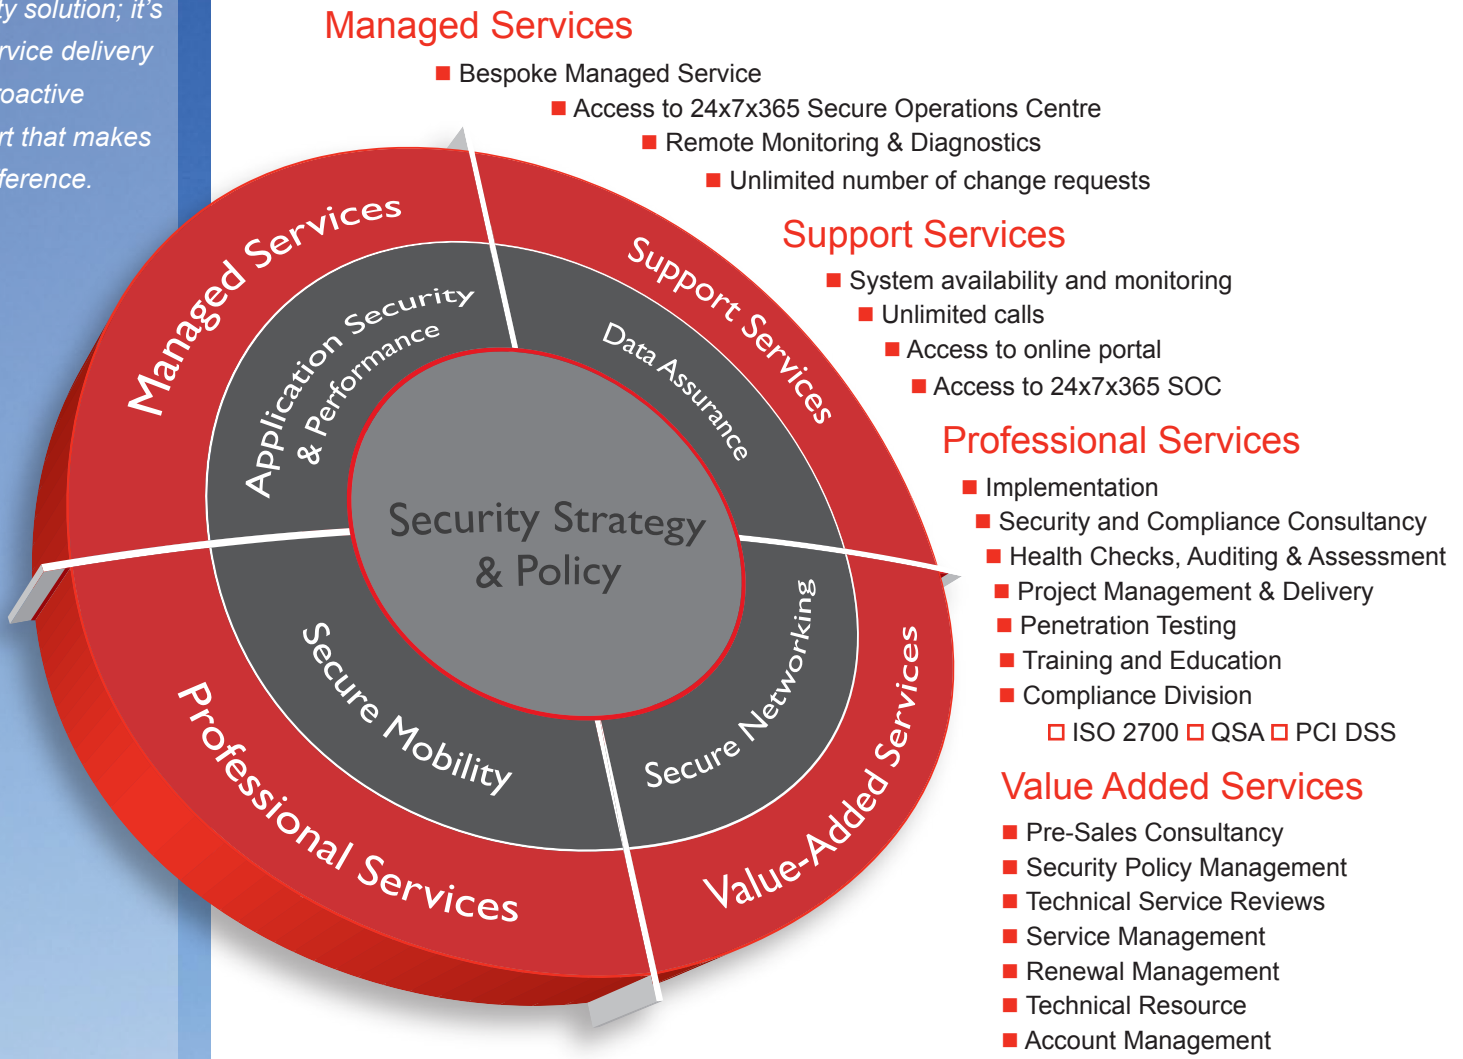 ty solution; it's
rvice delivery
roactive
rt that makes
fference.
Managed Services
Bespoke Managed Service
Access to 24x7x365 Secure Operations Centre
Remote Monitoring & Diagnostics
Unlimited number of change requests
Support Services
System availability and monitoring
Unlimited calls
Access to online portal
Access to 24x7x365 SOC
Professional Services
Implementation
Security and Compliance Consultancy
Health Checks, Auditing & Assessment
Project Management & Delivery
Penetration Testing
Training and Education
Compliance Division
ISO 2700 QSA PCI DSS
Value Added Services
Pre-Sales Consultancy
Security Policy Management
Technical Service Reviews
Service Management
Renewal Management
Technical Resource
Account Management
Managed Services
Support Services
Application Security
& Performance
Data Assurance
Security Strategy
& Policy
Secure Mobility
Secure Networking
Professional Services
Value-Added Services